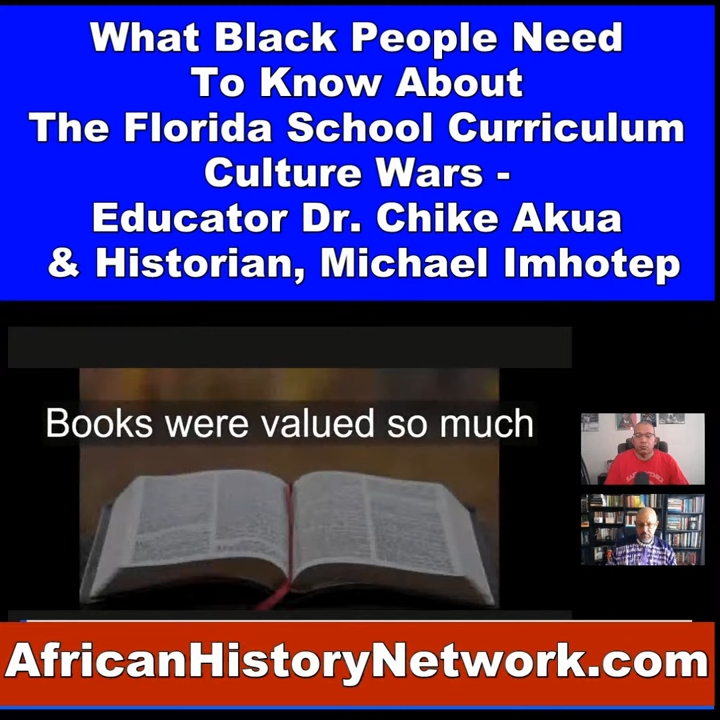 What Black People Need
To Know About
The Florida School Curriculum
Culture Wars -
Educator Dr. Chike Akua
& Historian, Michael Imhotep
Books were valued so much
AfricanHistoryNetwork.com